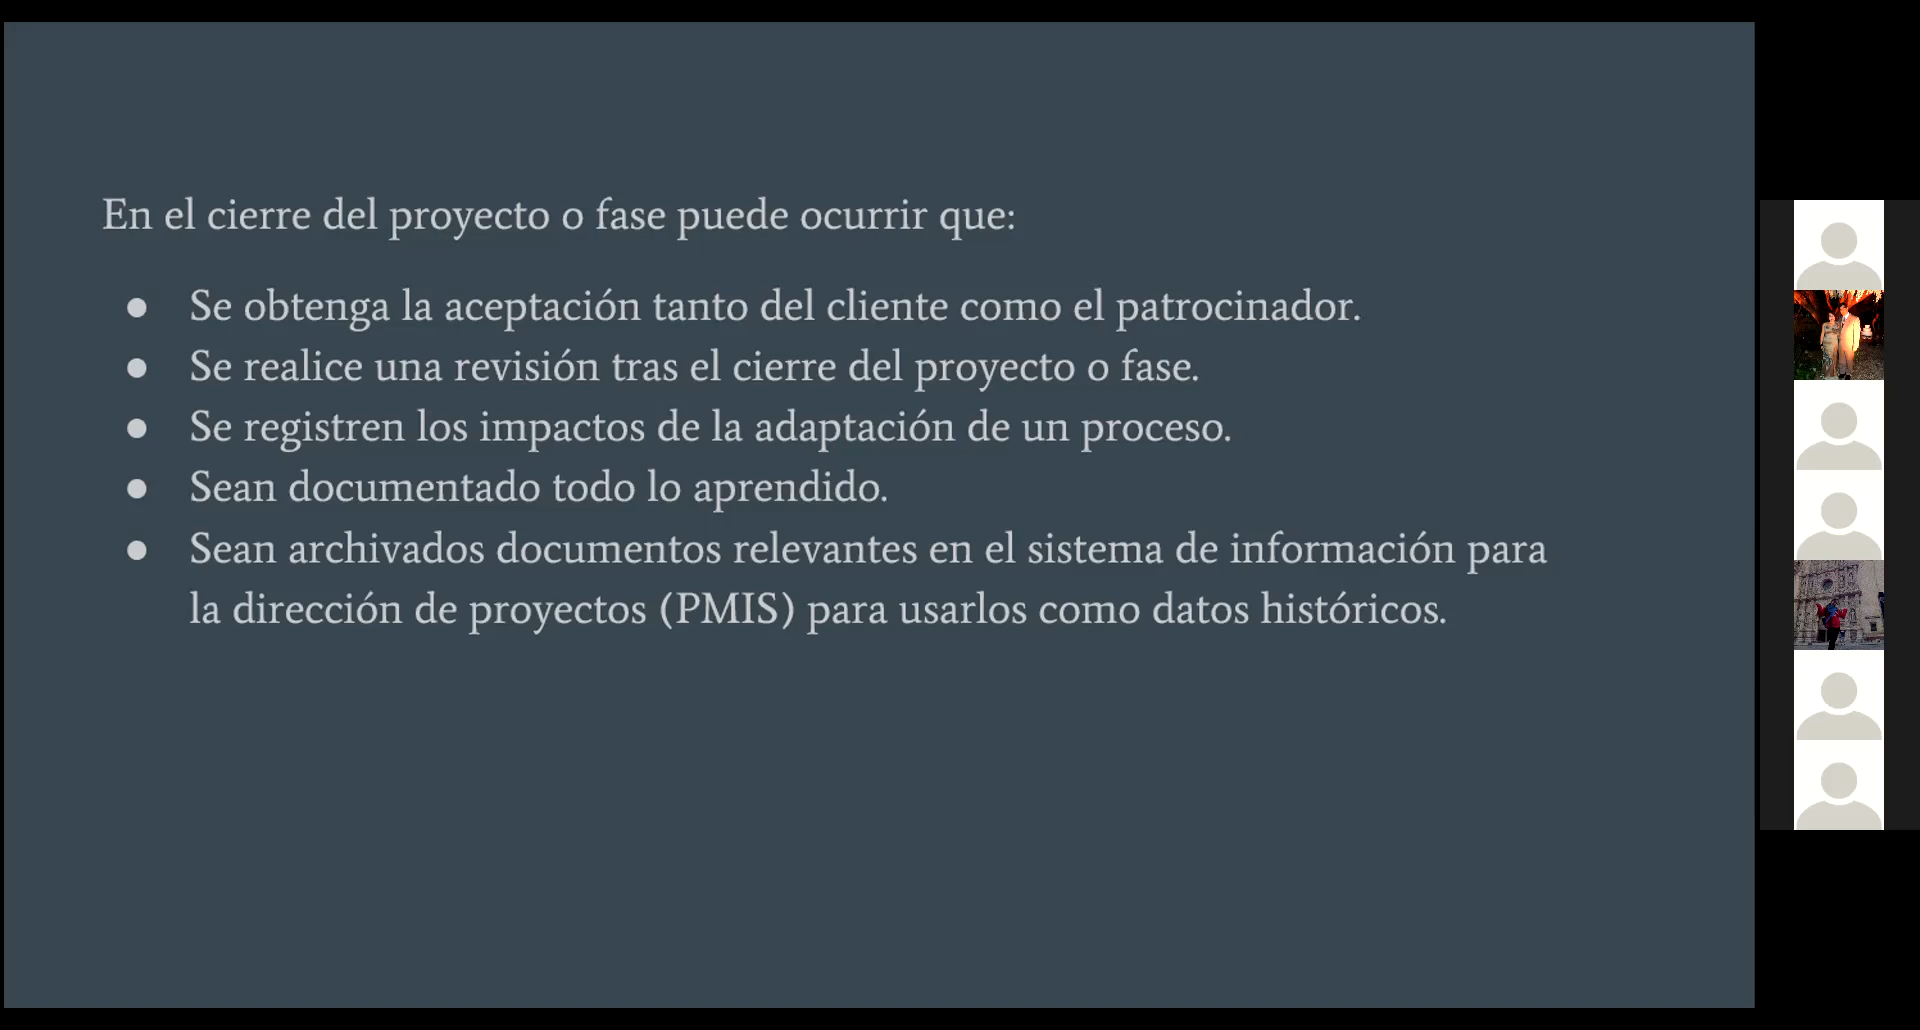 En el cierre del proyecto o fase puede ocurrir que:
● Se obtenga la aceptación tanto del cliente como el patrocinador.
● Se realice una revisión tras el cierre del proyecto o fase.
● Se registren los impactos de la adaptación de un proceso.
● Sean documentado todo lo aprendido.
● Sean archivados documentos relevantes en el sistema de información para
la dirección de proyectos (PMIS) para usarlos como datos históricos.